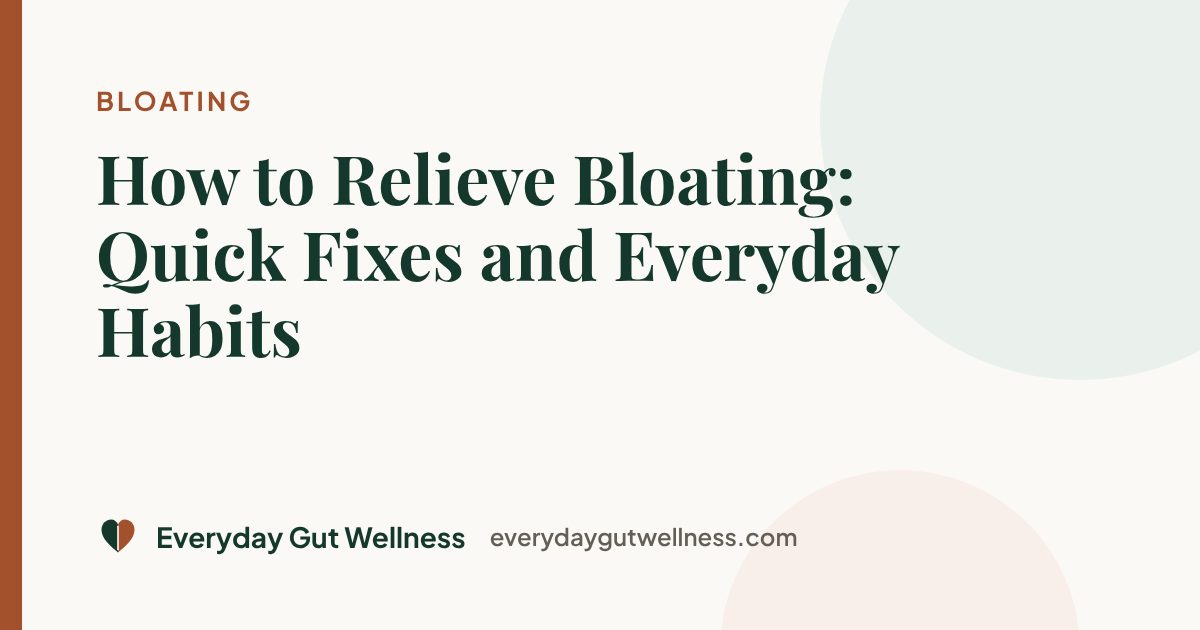 BLOATING
How to Relieve Bloating:
Quick Fixes and Everyday
Habits
Everyday Gut Wellness everydaygutwellness.com